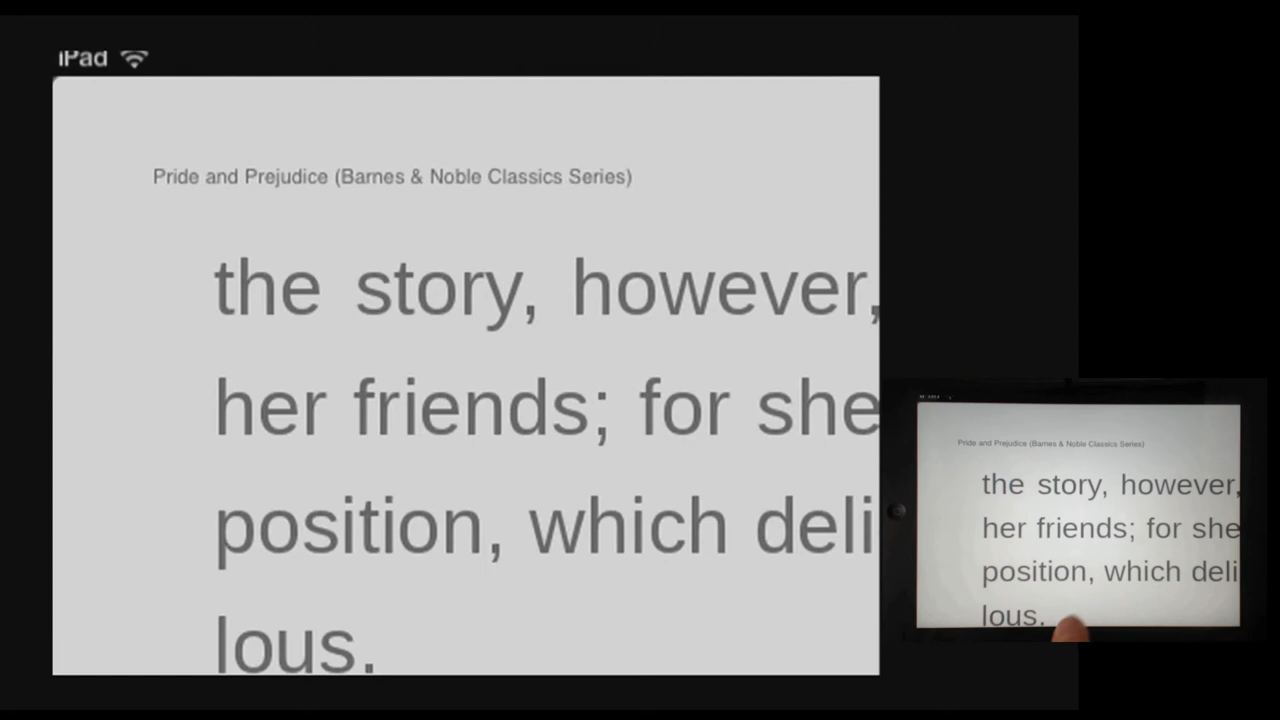 iPad
Pride and Prejudice (Barnes & Noble Classics Series)
the story, however,
her friends; for she
position, which deli
lous.
Pride and Prejudice (Barnes & Noble Classics Series)
the story, however,
her friends; for she
position, which deli
lous.